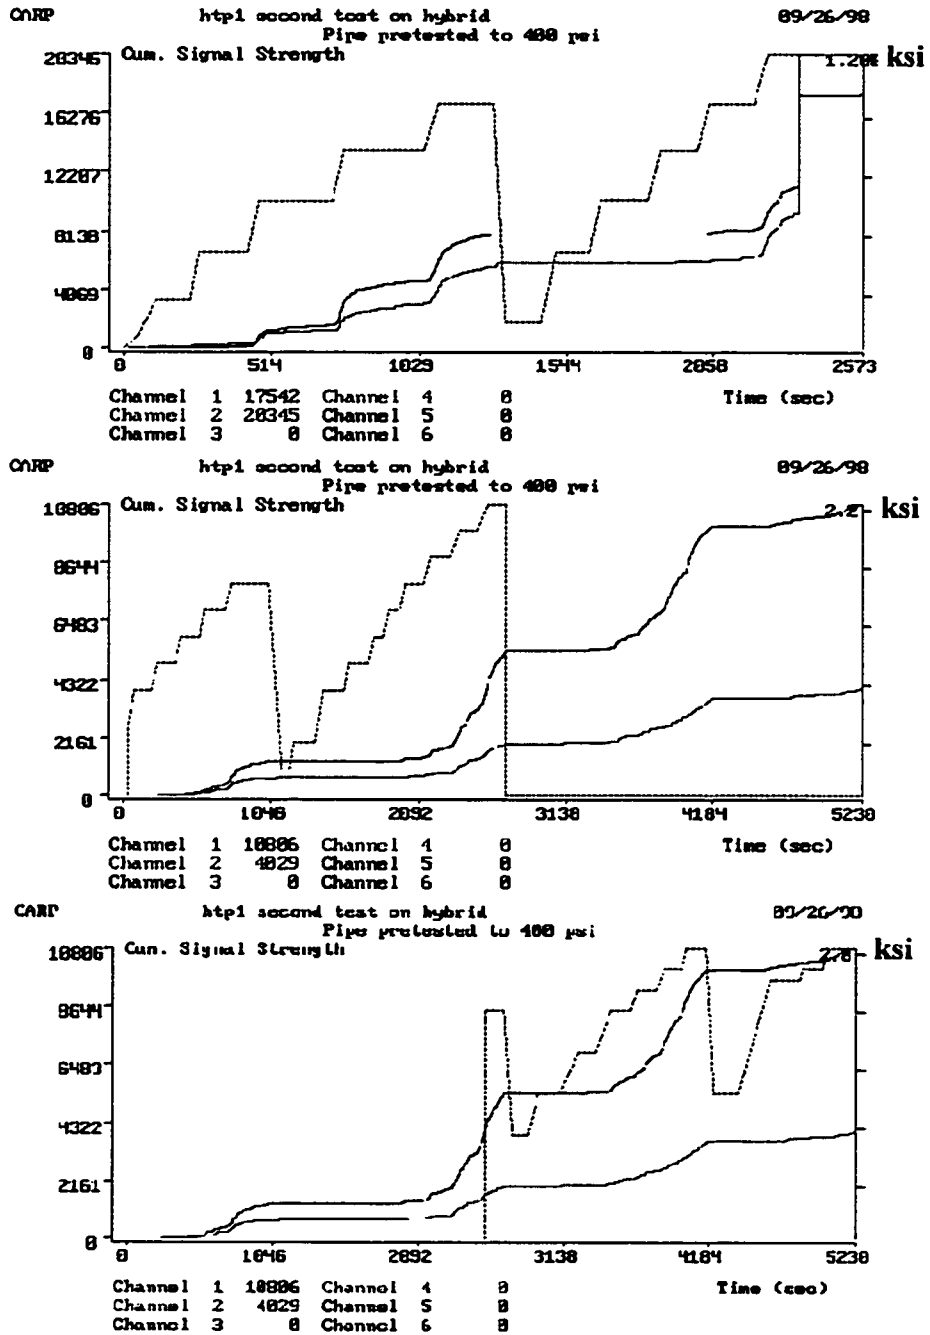 CARP htp1 second test on hybrid 09/26/98
Pipe pretested to 400 psi
20346 Cum. Signal Strength 1.200 ksi
16276
12207
8138
4069
0
0 514 1029 1544 2058 2573
Channel 1 17542 Channel 4 0 Time (sec)
Channel 2 20345 Channel 5 0
Channel 3 0 Channel 6 0
CARP htp1 second test on hybrid 09/26/98
Pipe pretested to 400 psi
10806 Cum. Signal Strength 2.2 ksi
8644
6483
4322
2161
0
0 1046 2092 3138 4184 5230
Channel 1 10806 Channel 4 0 Time (sec)
Channel 2 4029 Channel 5 0
Channel 3 0 Channel 6 0
CARP htp1 second test on hybrid 09/26/98
Pipe pretested to 400 psi
10806 Cum. Signal Strength ksi
8644
6483
4322
2161
0
0 1046 2092 3138 4184 5230
Channel 1 10806 Channel 4 0 Time (sec)
Channel 2 4029 Channel 5 0
Channel 3 0 Channel 6 0